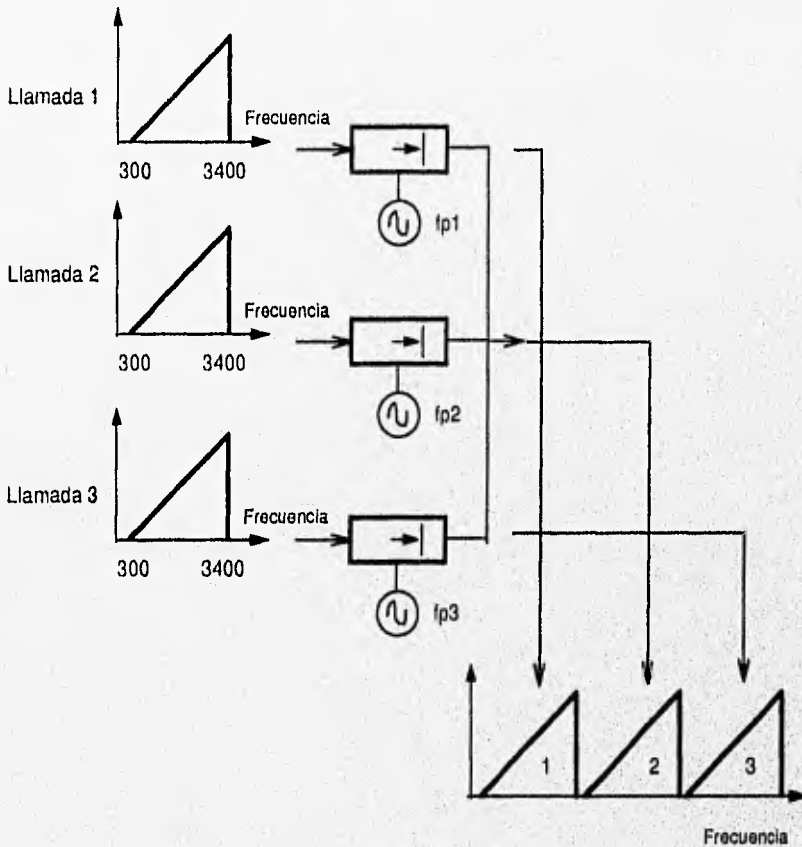 Llamada 1
Frecuencia
300 3400
fp1
Llamada 2
Frecuencia
300 3400
fp2
Llamada 3
Frecuencia
300 3400
fp3
1 2 3
Frecuencia